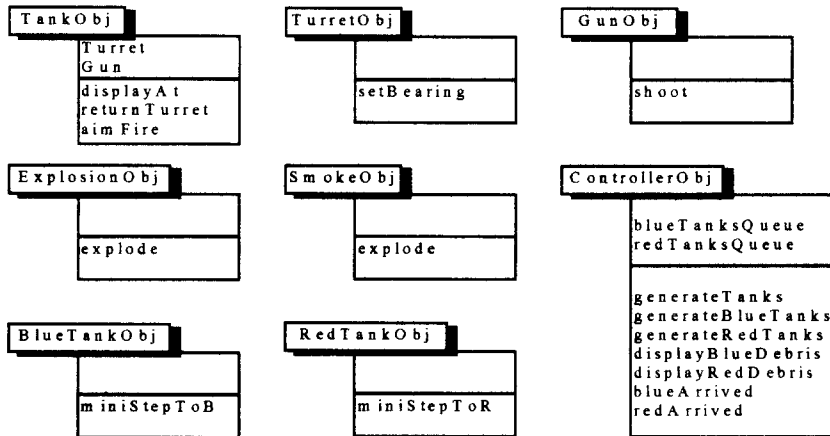 TankObj
Turret
Gun
displayAt
returnTurret
aimFire
TurretObj
setBearing
GunObj
shoot
ExplosionObj
explode
SmokeObj
explode
ControllerObj
blueTanksQueue
redTanksQueue
generateTanks
generateBlueTanks
generateRedTanks
displayBlueDebris
displayRedDebris
blueArrived
redArrived
BlueTankObj
miniStepToB
RedTankObj
miniStepToR